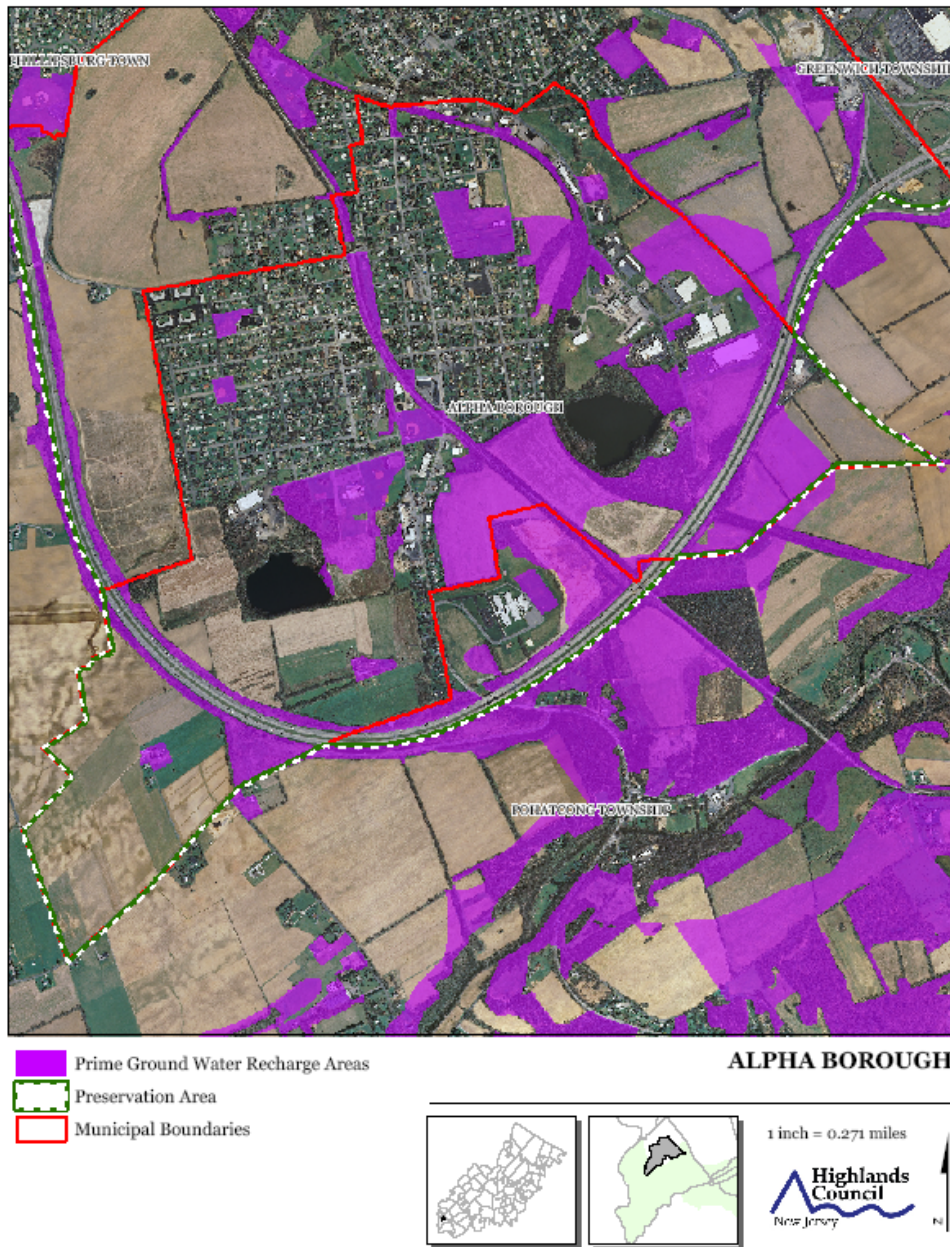 PHILLIPSBURG TOWN
GREENWICH TOWNSHIP
ALPHA BOROUGH
POHATCONG TOWNSHIP
Prime Ground Water Recharge Areas
Preservation Area
Municipal Boundaries
ALPHA BOROUGH
1 inch = 0.271 miles
Highlands
Council
New Jersey
N